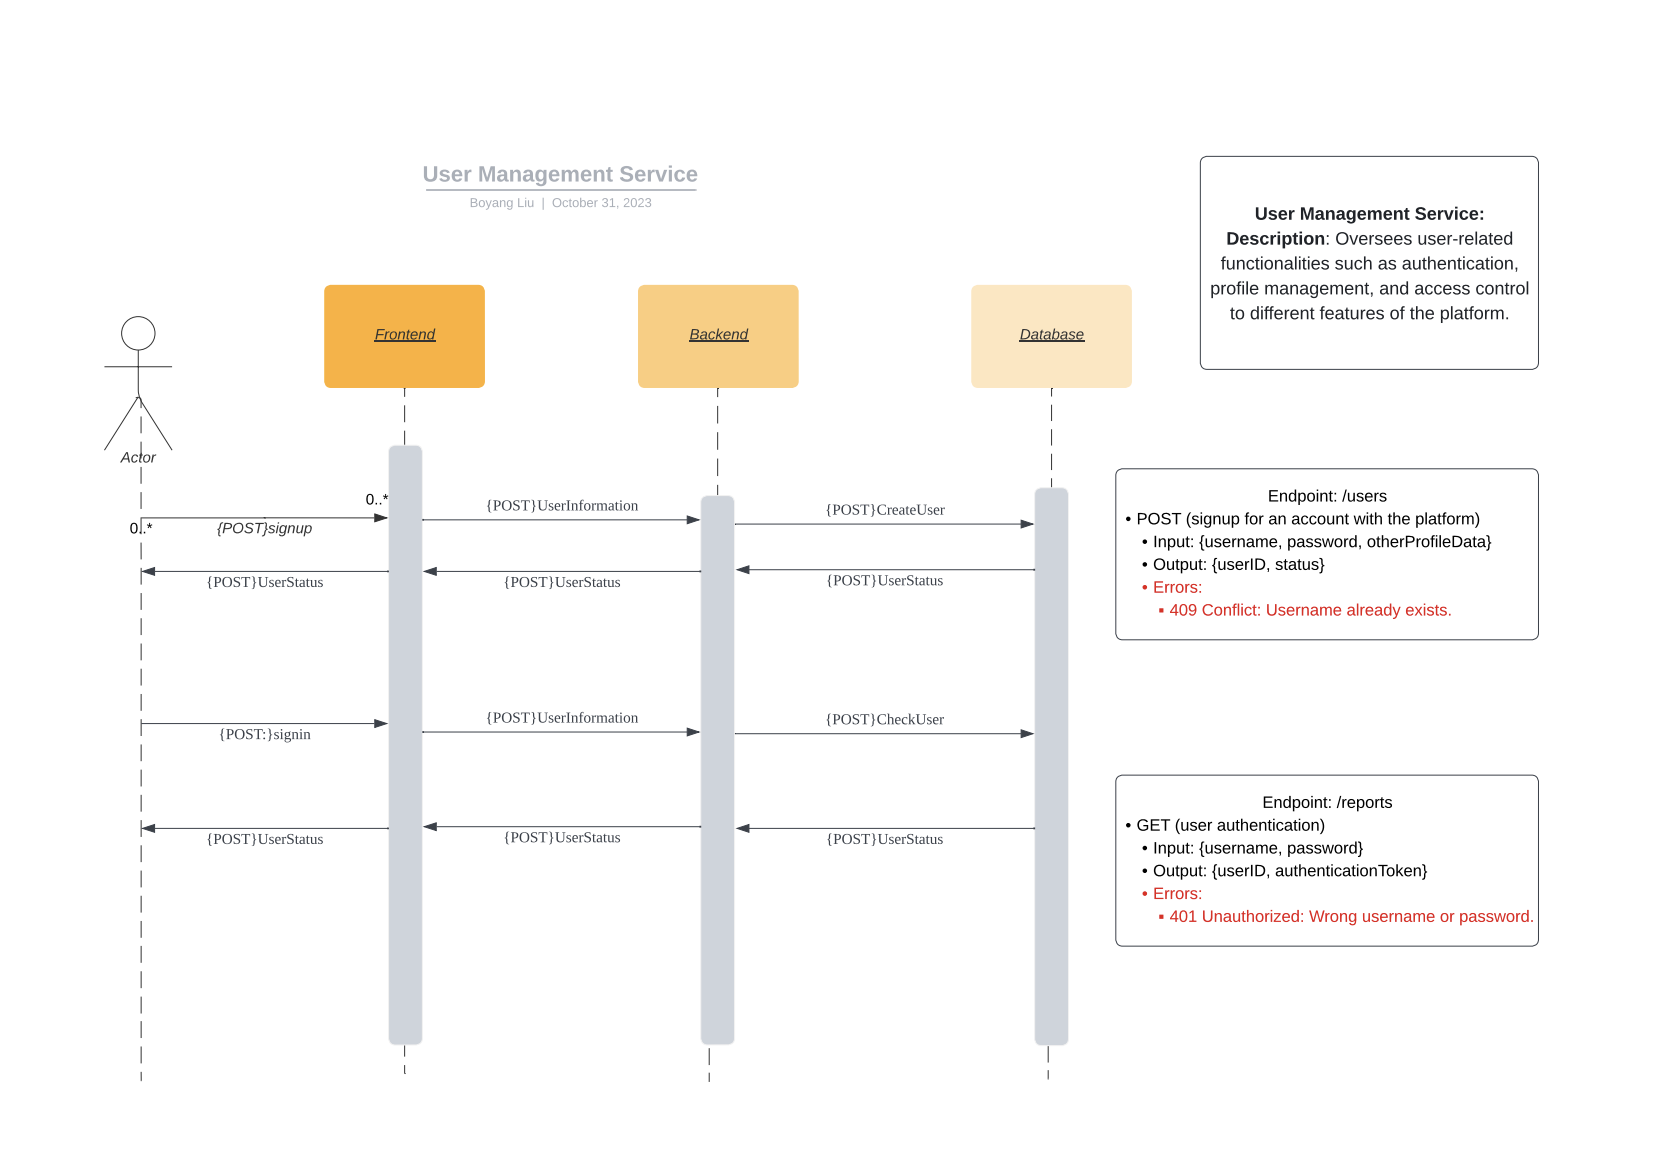 User Management Service
Boyang Liu | October 31, 2023
User Management Service:
Description: Oversees user-related
functionalities such as authentication,
profile management, and access control
to different features of the platform.
Frontend
Backend
Database
Actor
0..*
0..*
{POST}signup
{POST}UserInformation
{POST}CreateUser
{POST}UserStatus
{POST}UserStatus
{POST}UserStatus
Endpoint: /users
• POST (signup for an account with the platform)
• Input: {username, password, otherProfileData}
• Output: {userID, status}
• Errors:
▪ 409 Conflict: Username already exists.
{POST:}signin
{POST}UserInformation
{POST}CheckUser
{POST}UserStatus
{POST}UserStatus
{POST}UserStatus
Endpoint: /reports
• GET (user authentication)
• Input: {username, password}
• Output: {userID, authenticationToken}
• Errors:
▪ 401 Unauthorized: Wrong username or password.